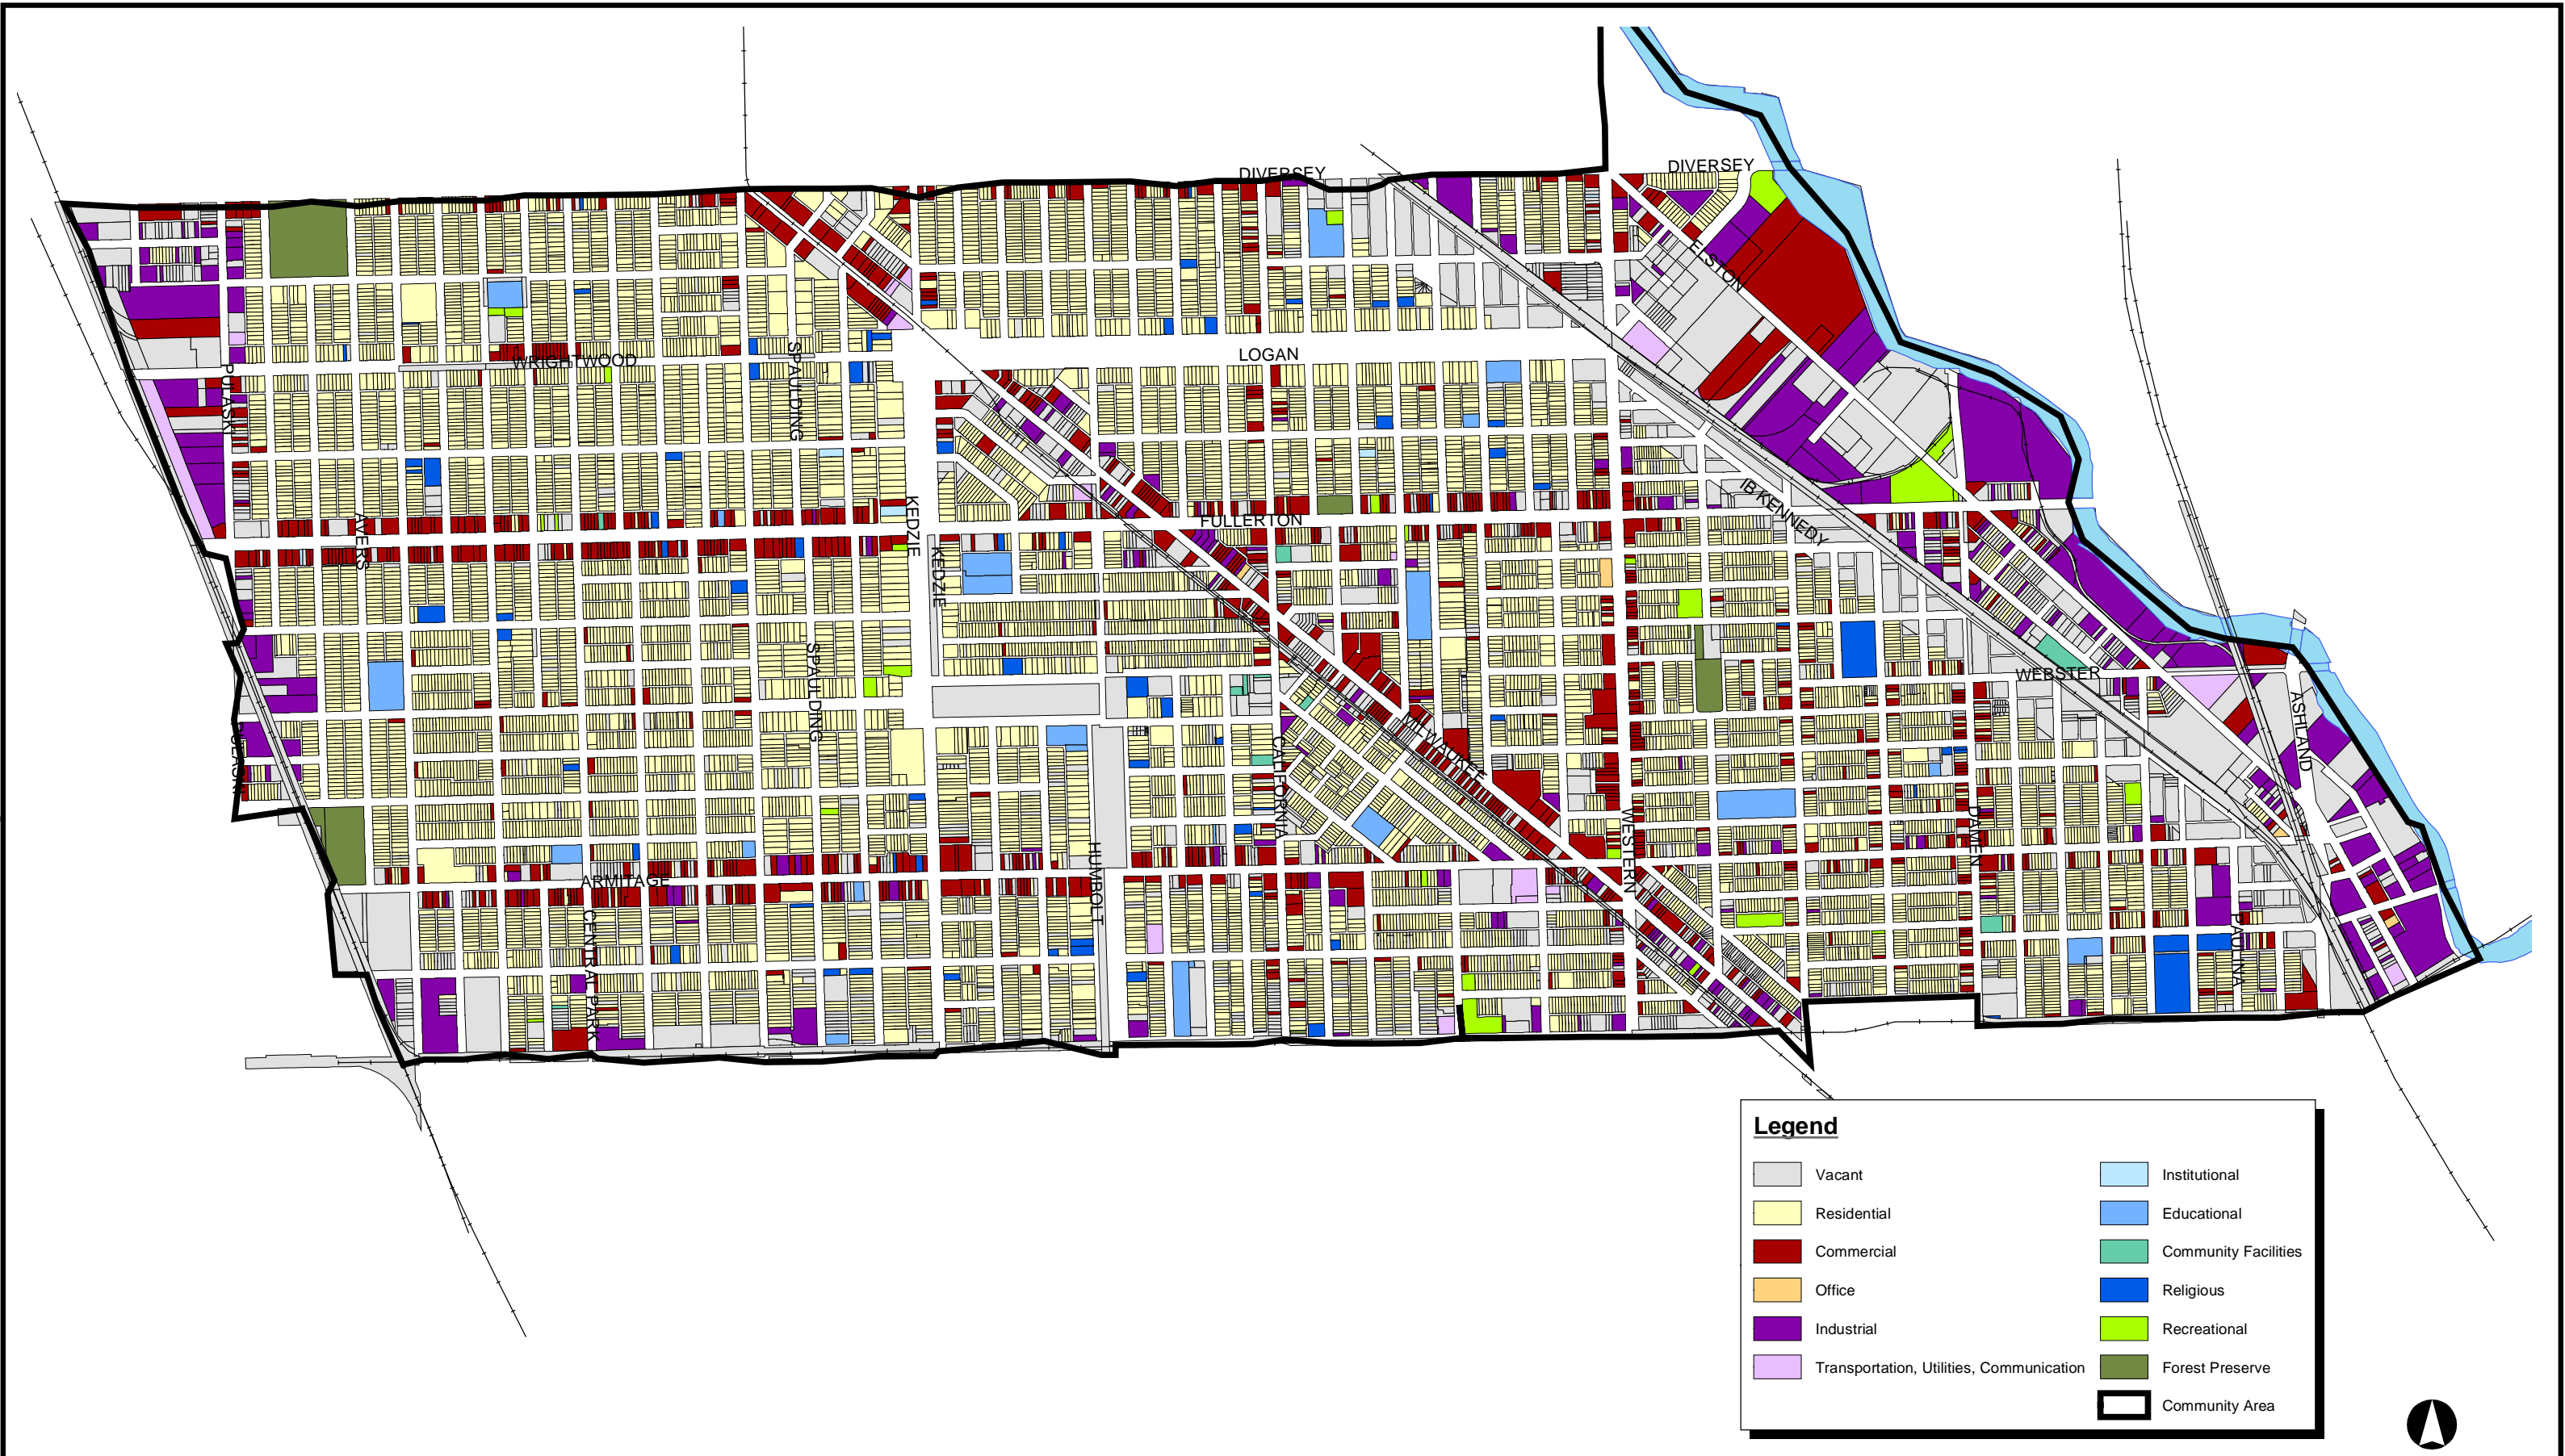 DIVERSEY
DIVERSEY
ELSTON
LOGAN
WRIGHTWOOD
SPAULDING
PULASKI
IB KENNEDY
KEDZIE
FULLERTON
AVERS
KEDZIE
WEBSTER
SPAULDNG
ASHLAND
PULASKI
MILWAUKEE
CALIFORNIA
WESTERN
DAMEN
HUMBOLT
ARMITAGE
CENTRAL PARK
PAULINA
Legend
Vacant
Residential
Commercial
Office
Industrial
Transportation, Utilities, Communication
Institutional
Educational
Community Facilities
Religious
Recreational
Forest Preserve
Community Area